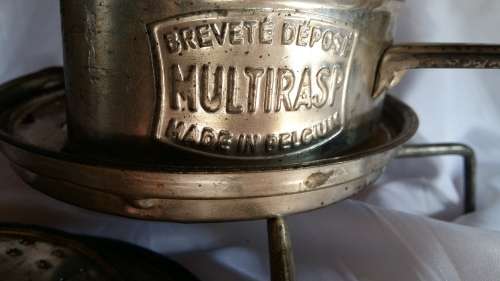 BREVETÉ DÉPOSÉ
MULTIRASP
MADE IN BELGIUM